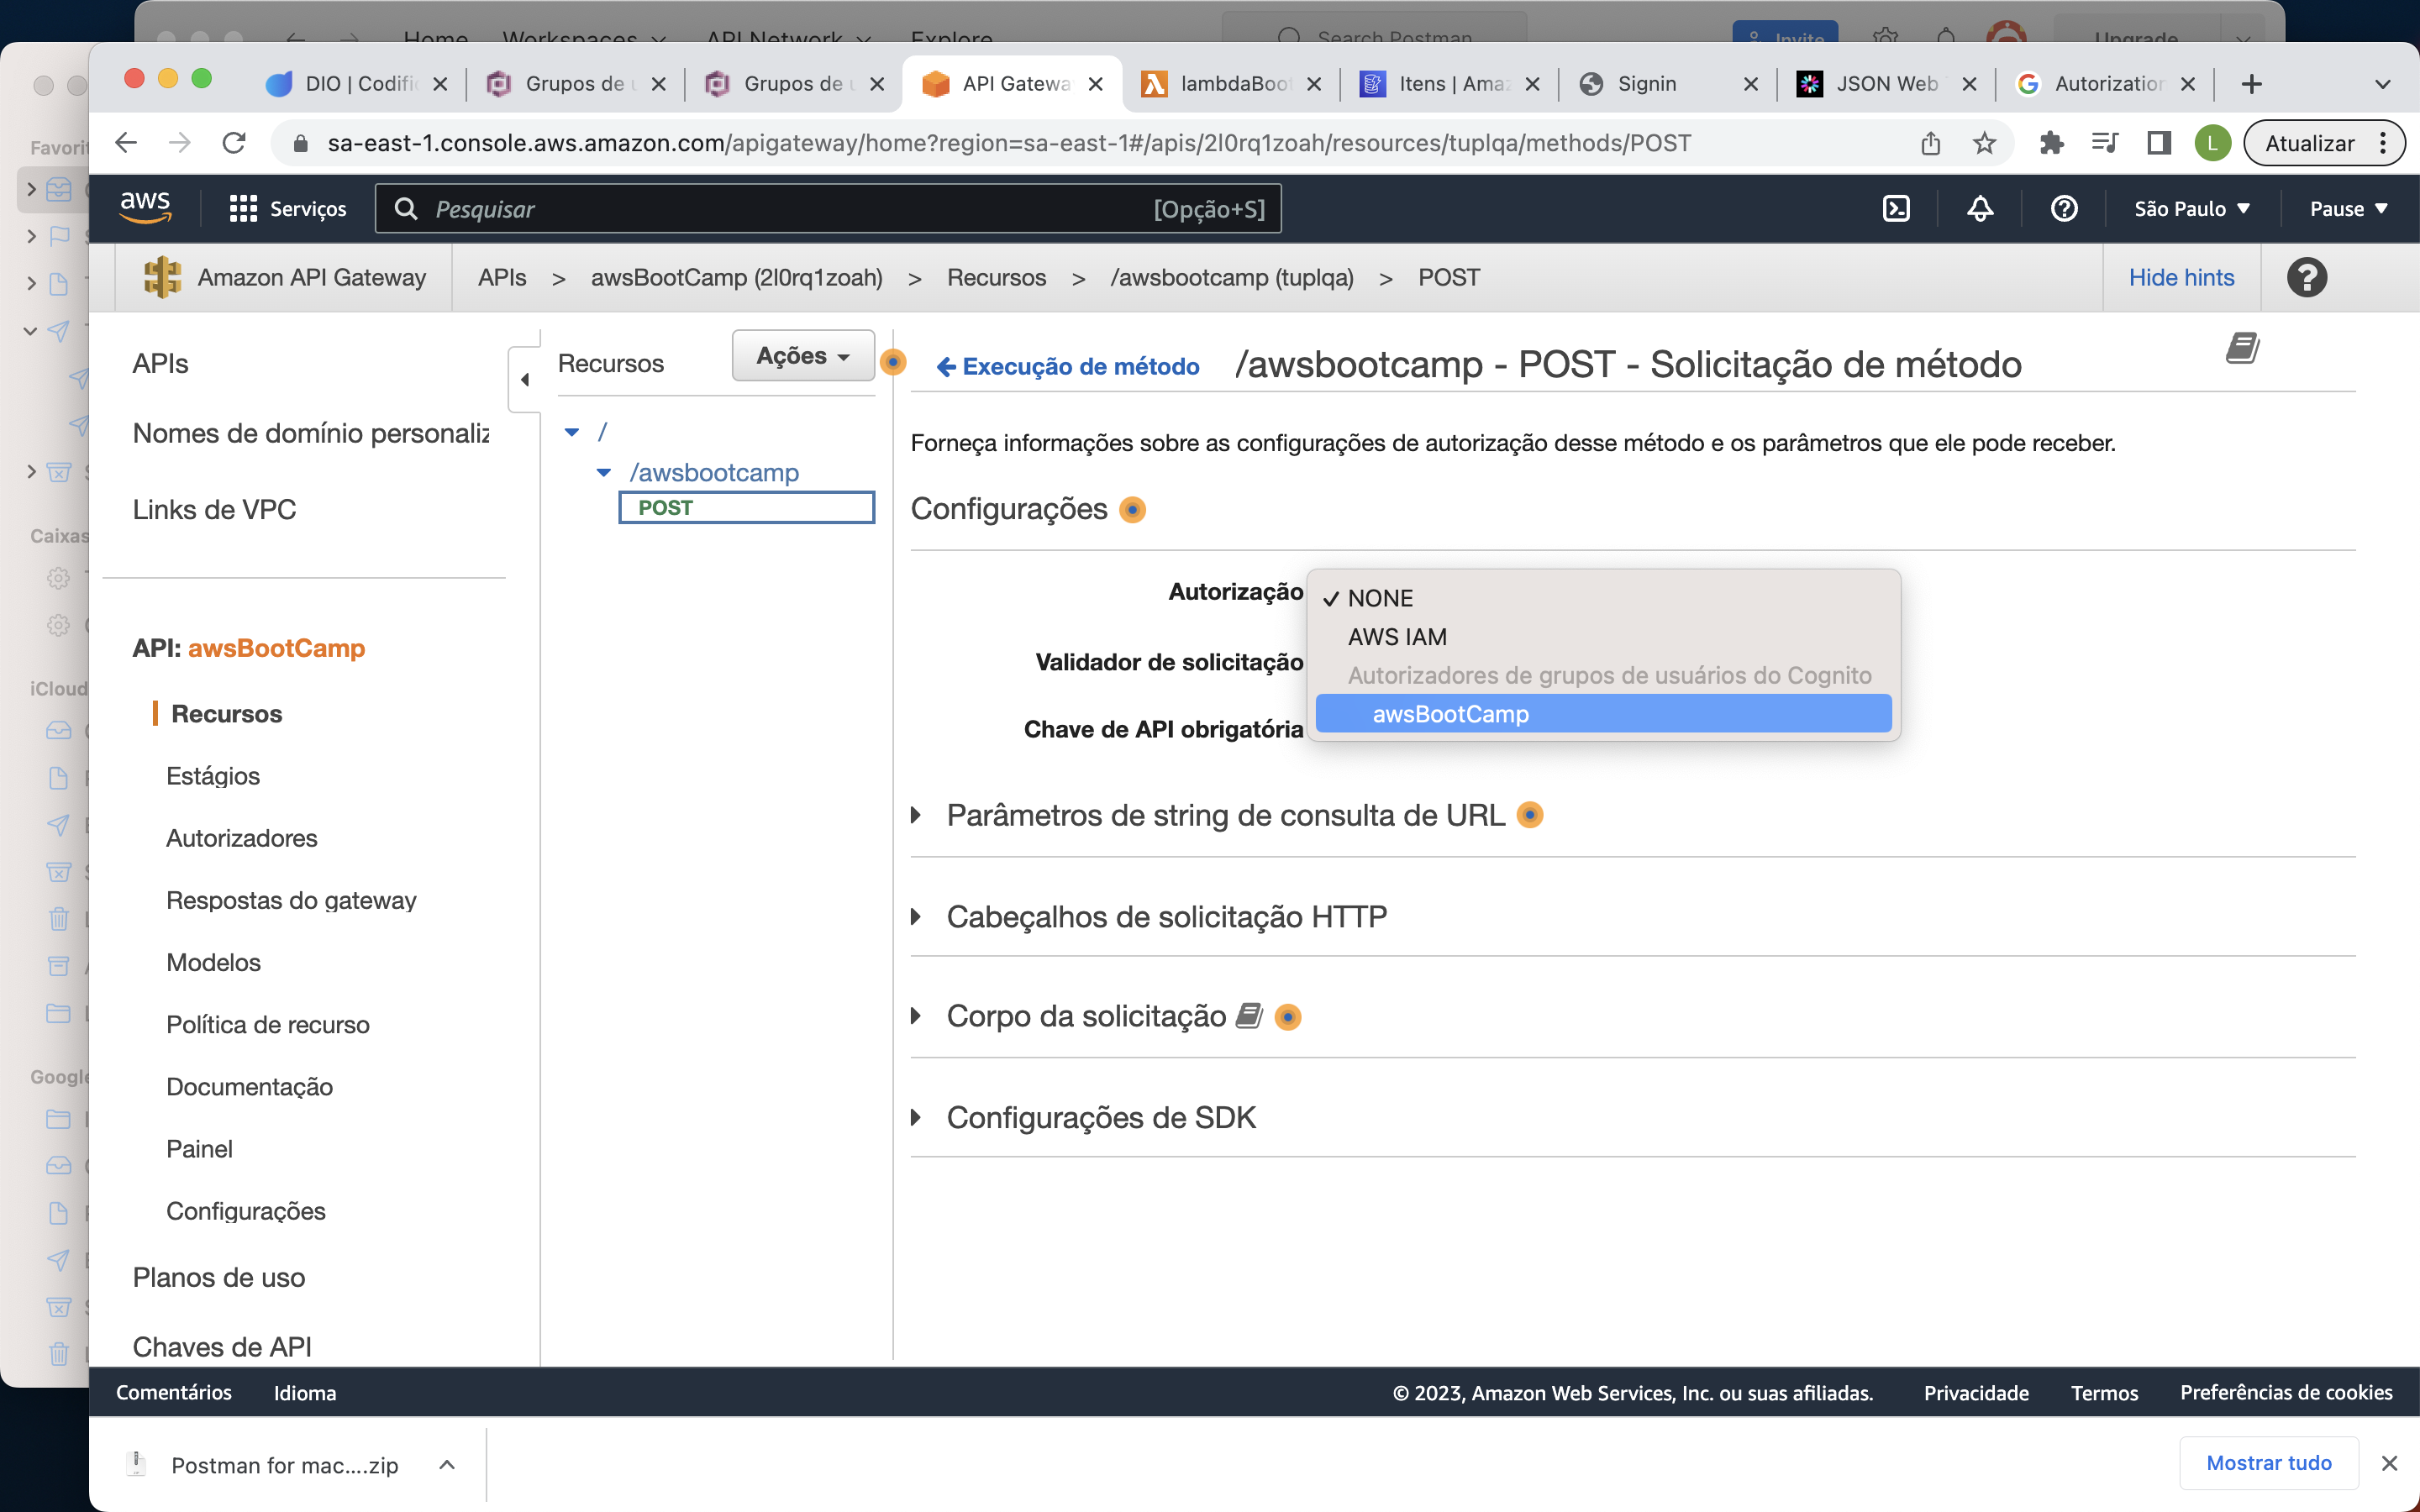 Home Workspaces API Network Explore Search Postman Invite Upgrade
DIO | Codifi Grupos de u Grupos de u API Gatewa lambdaBoot Itens | Amaz Signin JSON Web Autorization
sa-east-1.console.aws.amazon.com/apigateway/home?region=sa-east-1#/apis/2l0rq1zoah/resources/tuplqa/methods/POST
L
Atualizar
aws Serviços Pesquisar [Opção+S] São Paulo Pause
Amazon API Gateway APIs > awsBootCamp (2l0rq1zoah) > Recursos > /awsbootcamp (tuplqa) > POST Hide hints
Favorit
Caixas
iCloud
Google
APIs
Nomes de domínio personaliz
Links de VPC
API: awsBootCamp
Recursos
Estágios
Autorizadores
Respostas do gateway
Modelos
Política de recurso
Documentação
Painel
Configurações
Planos de uso
Chaves de API
Recursos Ações
/
/awsbootcamp
POST
Execução de método /awsbootcamp - POST - Solicitação de método
Forneça informações sobre as configurações de autorização desse método e os parâmetros que ele pode receber.
Configurações
Autorização
Validador de solicitação
Chave de API obrigatória
✓ NONE
AWS IAM
Autorizadores de grupos de usuários do Cognito
awsBootCamp
Parâmetros de string de consulta de URL
Cabeçalhos de solicitação HTTP
Corpo da solicitação
Configurações de SDK
Comentários Idioma © 2023, Amazon Web Services, Inc. ou suas afiliadas. Privacidade Termos Preferências de cookies
Postman for mac....zip Mostrar tudo